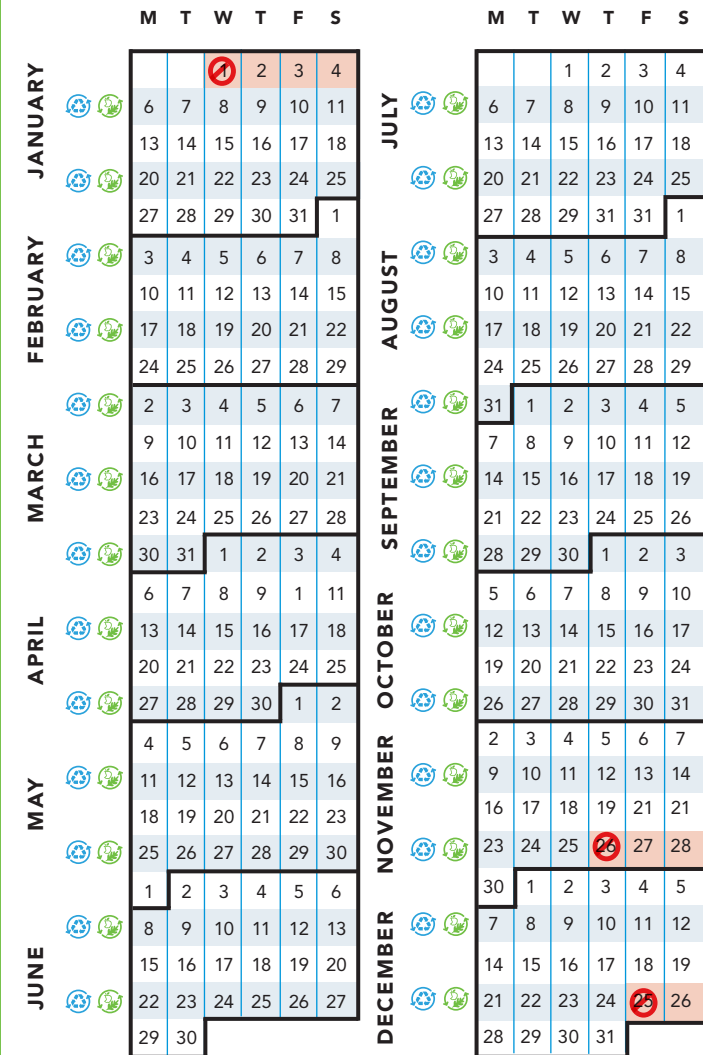 M T W T F S
JANUARY
1 2 3 4
6 7 8 9 10 11
13 14 15 16 17 18
20 21 22 23 24 25
27 28 29 30 31 1
FEBRUARY
3 4 5 6 7 8
10 11 12 13 14 15
17 18 19 20 21 22
24 25 26 27 28 29
MARCH
2 3 4 5 6 7
9 10 11 12 13 14
16 17 18 19 20 21
23 24 25 26 27 28
30 31 1 2 3 4
APRIL
6 7 8 9 1 11
13 14 15 16 17 18
20 21 22 23 24 25
27 28 29 30 1 2
MAY
4 5 6 7 8 9
11 12 13 14 15 16
18 19 20 21 22 23
25 26 27 28 29 30
1 2 3 4 5 6
JUNE
8 9 10 11 12 13
15 16 17 18 19 20
22 23 24 25 26 27
29 30
M T W T F S
JULY
1 2 3 4
6 7 8 9 10 11
13 14 15 16 17 18
20 21 22 23 24 25
27 28 29 31 31 1
AUGUST
3 4 5 6 7 8
10 11 12 13 14 15
17 18 19 20 21 22
24 25 26 27 28 29
31 1 2 3 4 5
SEPTEMBER
7 8 9 10 11 12
14 15 16 17 18 19
21 22 23 24 25 26
28 29 30 1 2 3
OCTOBER
5 6 7 8 9 10
12 13 14 15 16 17
19 20 21 22 23 24
26 27 28 29 30 31
NOVEMBER
2 3 4 5 6 7
9 10 11 12 13 14
16 17 18 19 21 21
23 24 25 26 27 28
30 1 2 3 4 5
DECEMBER
7 8 9 10 11 12
14 15 16 17 18 19
21 22 23 24 25 26
28 29 30 31